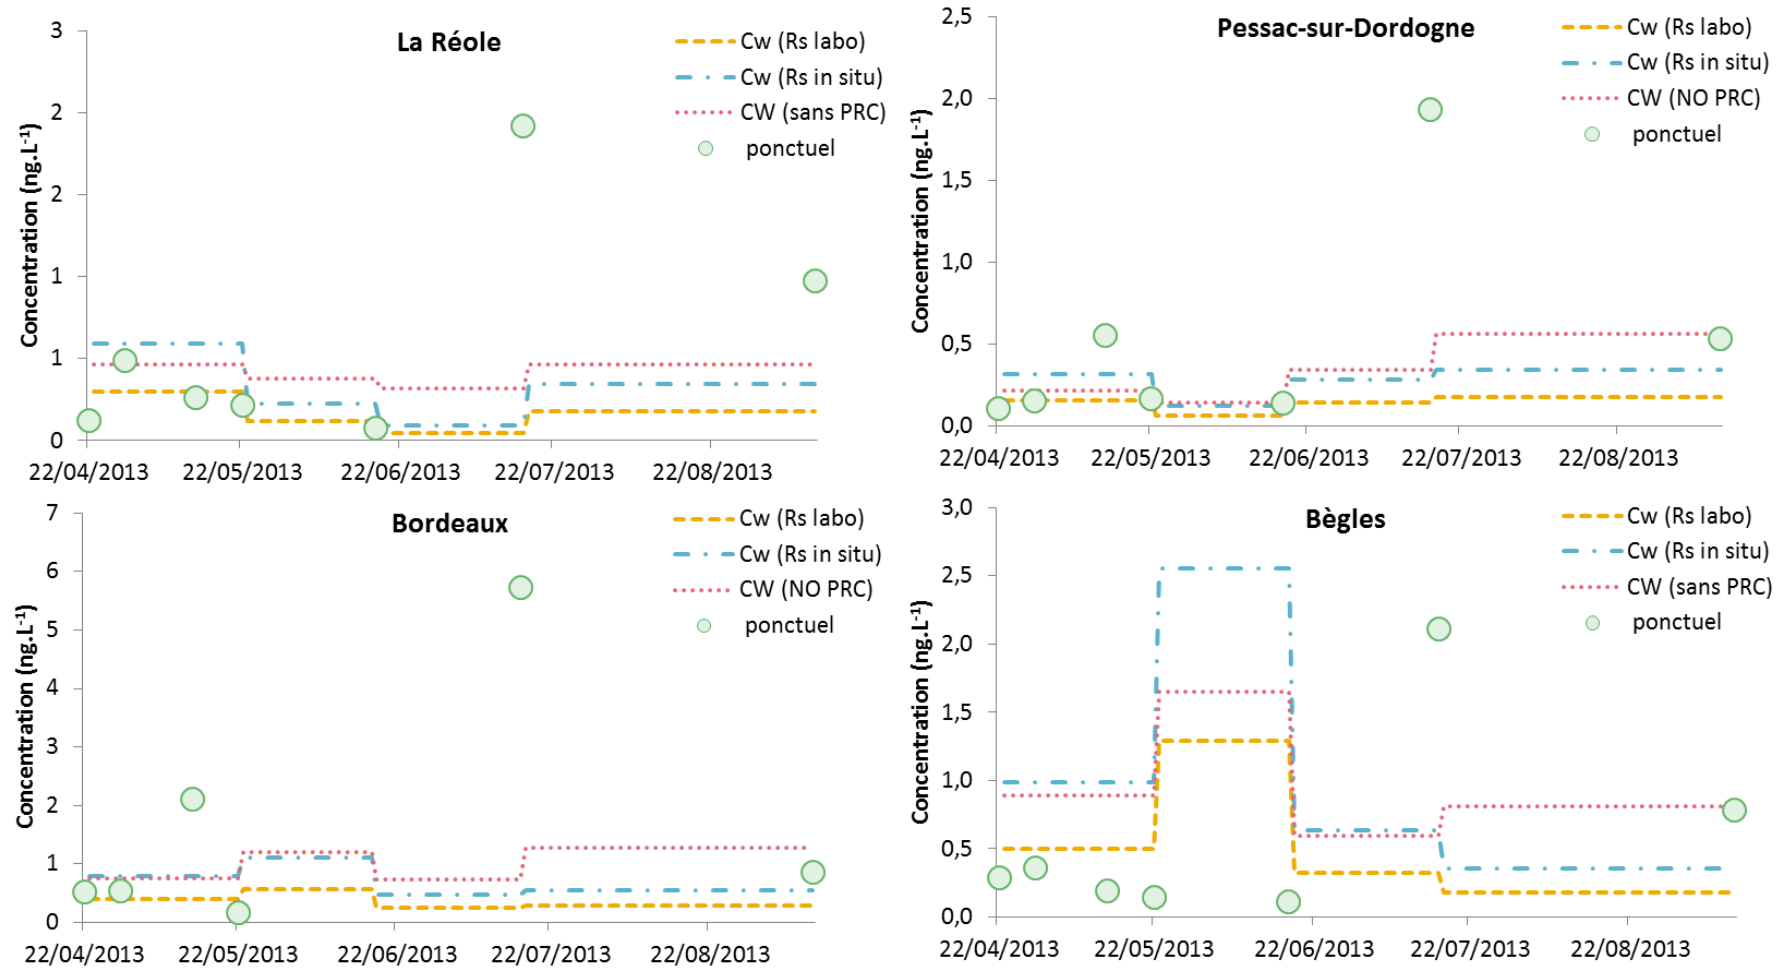 La Réole
Concentration (ng.L-1)
3
2
2
1
1
0
22/04/2013 22/05/2013 22/06/2013 22/07/2013 22/08/2013
Cw (Rs labo)
Cw (Rs in situ)
CW (sans PRC)
ponctuel
Pessac-sur-Dordogne
Concentration (ng.L-1)
2,5
2,0
1,5
1,0
0,5
0,0
22/04/2013 22/05/2013 22/06/2013 22/07/2013 22/08/2013
Cw (Rs labo)
Cw (Rs in situ)
CW (NO PRC)
ponctuel
Bordeaux
Concentration (ng.L-1)
7
6
5
4
3
2
1
0
22/04/2013 22/05/2013 22/06/2013 22/07/2013 22/08/2013
Cw (Rs labo)
Cw (Rs in situ)
CW (NO PRC)
ponctuel
Bègles
Concentration (ng.L-1)
3,0
2,5
2,0
1,5
1,0
0,5
0,0
22/04/2013 22/05/2013 22/06/2013 22/07/2013 22/08/2013
Cw (Rs labo)
Cw (Rs in situ)
CW (sans PRC)
ponctuel